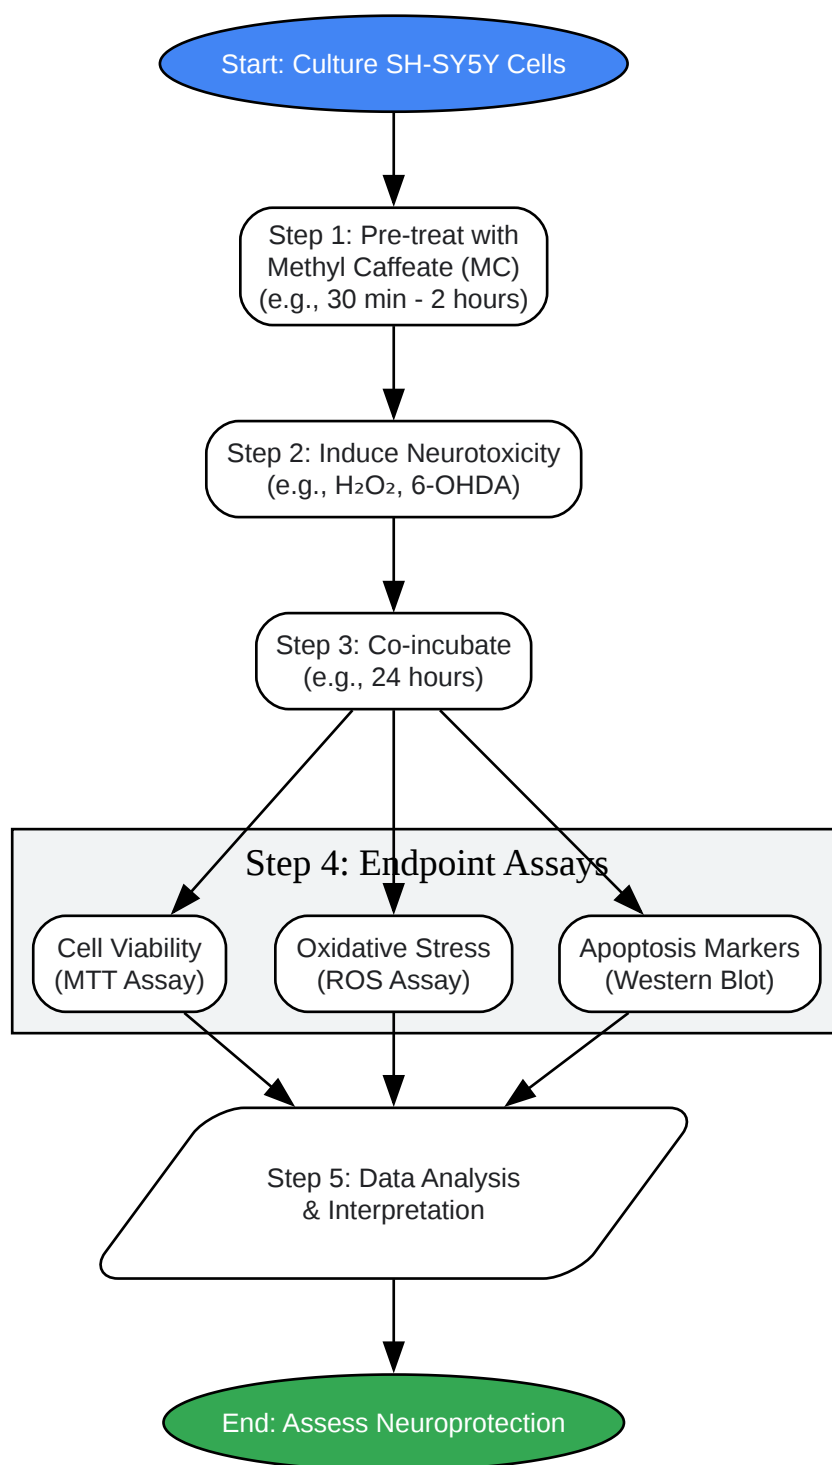 Start: Culture SH-SY5Y Cells
Step 1: Pre-treat with
Methyl Caffeate (MC)
(e.g., 30 min - 2 hours)
Step 2: Induce Neurotoxicity
(e.g., H₂O₂, 6-OHDA)
Step 3: Co-incubate
(e.g., 24 hours)
Step 4: Endpoint Assays
Cell Viability
(MTT Assay)
Oxidative Stress
(ROS Assay)
Apoptosis Markers
(Western Blot)
Step 5: Data Analysis
& Interpretation
End: Assess Neuroprotection